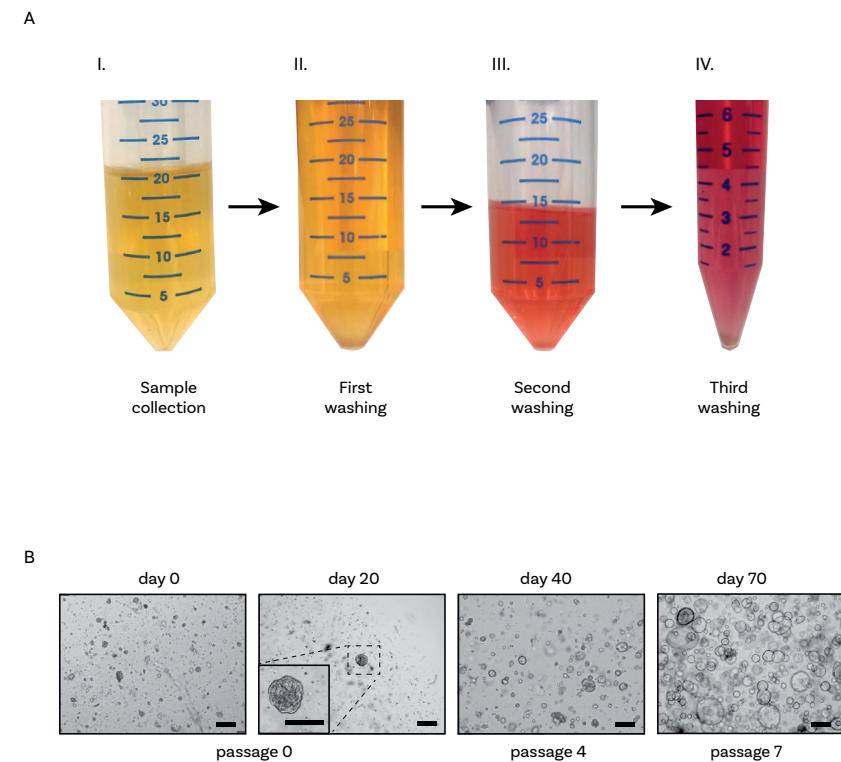 A
I.
II.
III.
IV.
30
25
20
15
10
5
25
20
15
10
5
25
20
15
10
5
6
5
4
3
2
Sample
collection
First
washing
Second
washing
Third
washing
B
day 0
day 20
day 40
day 70
passage 0
passage 4
passage 7